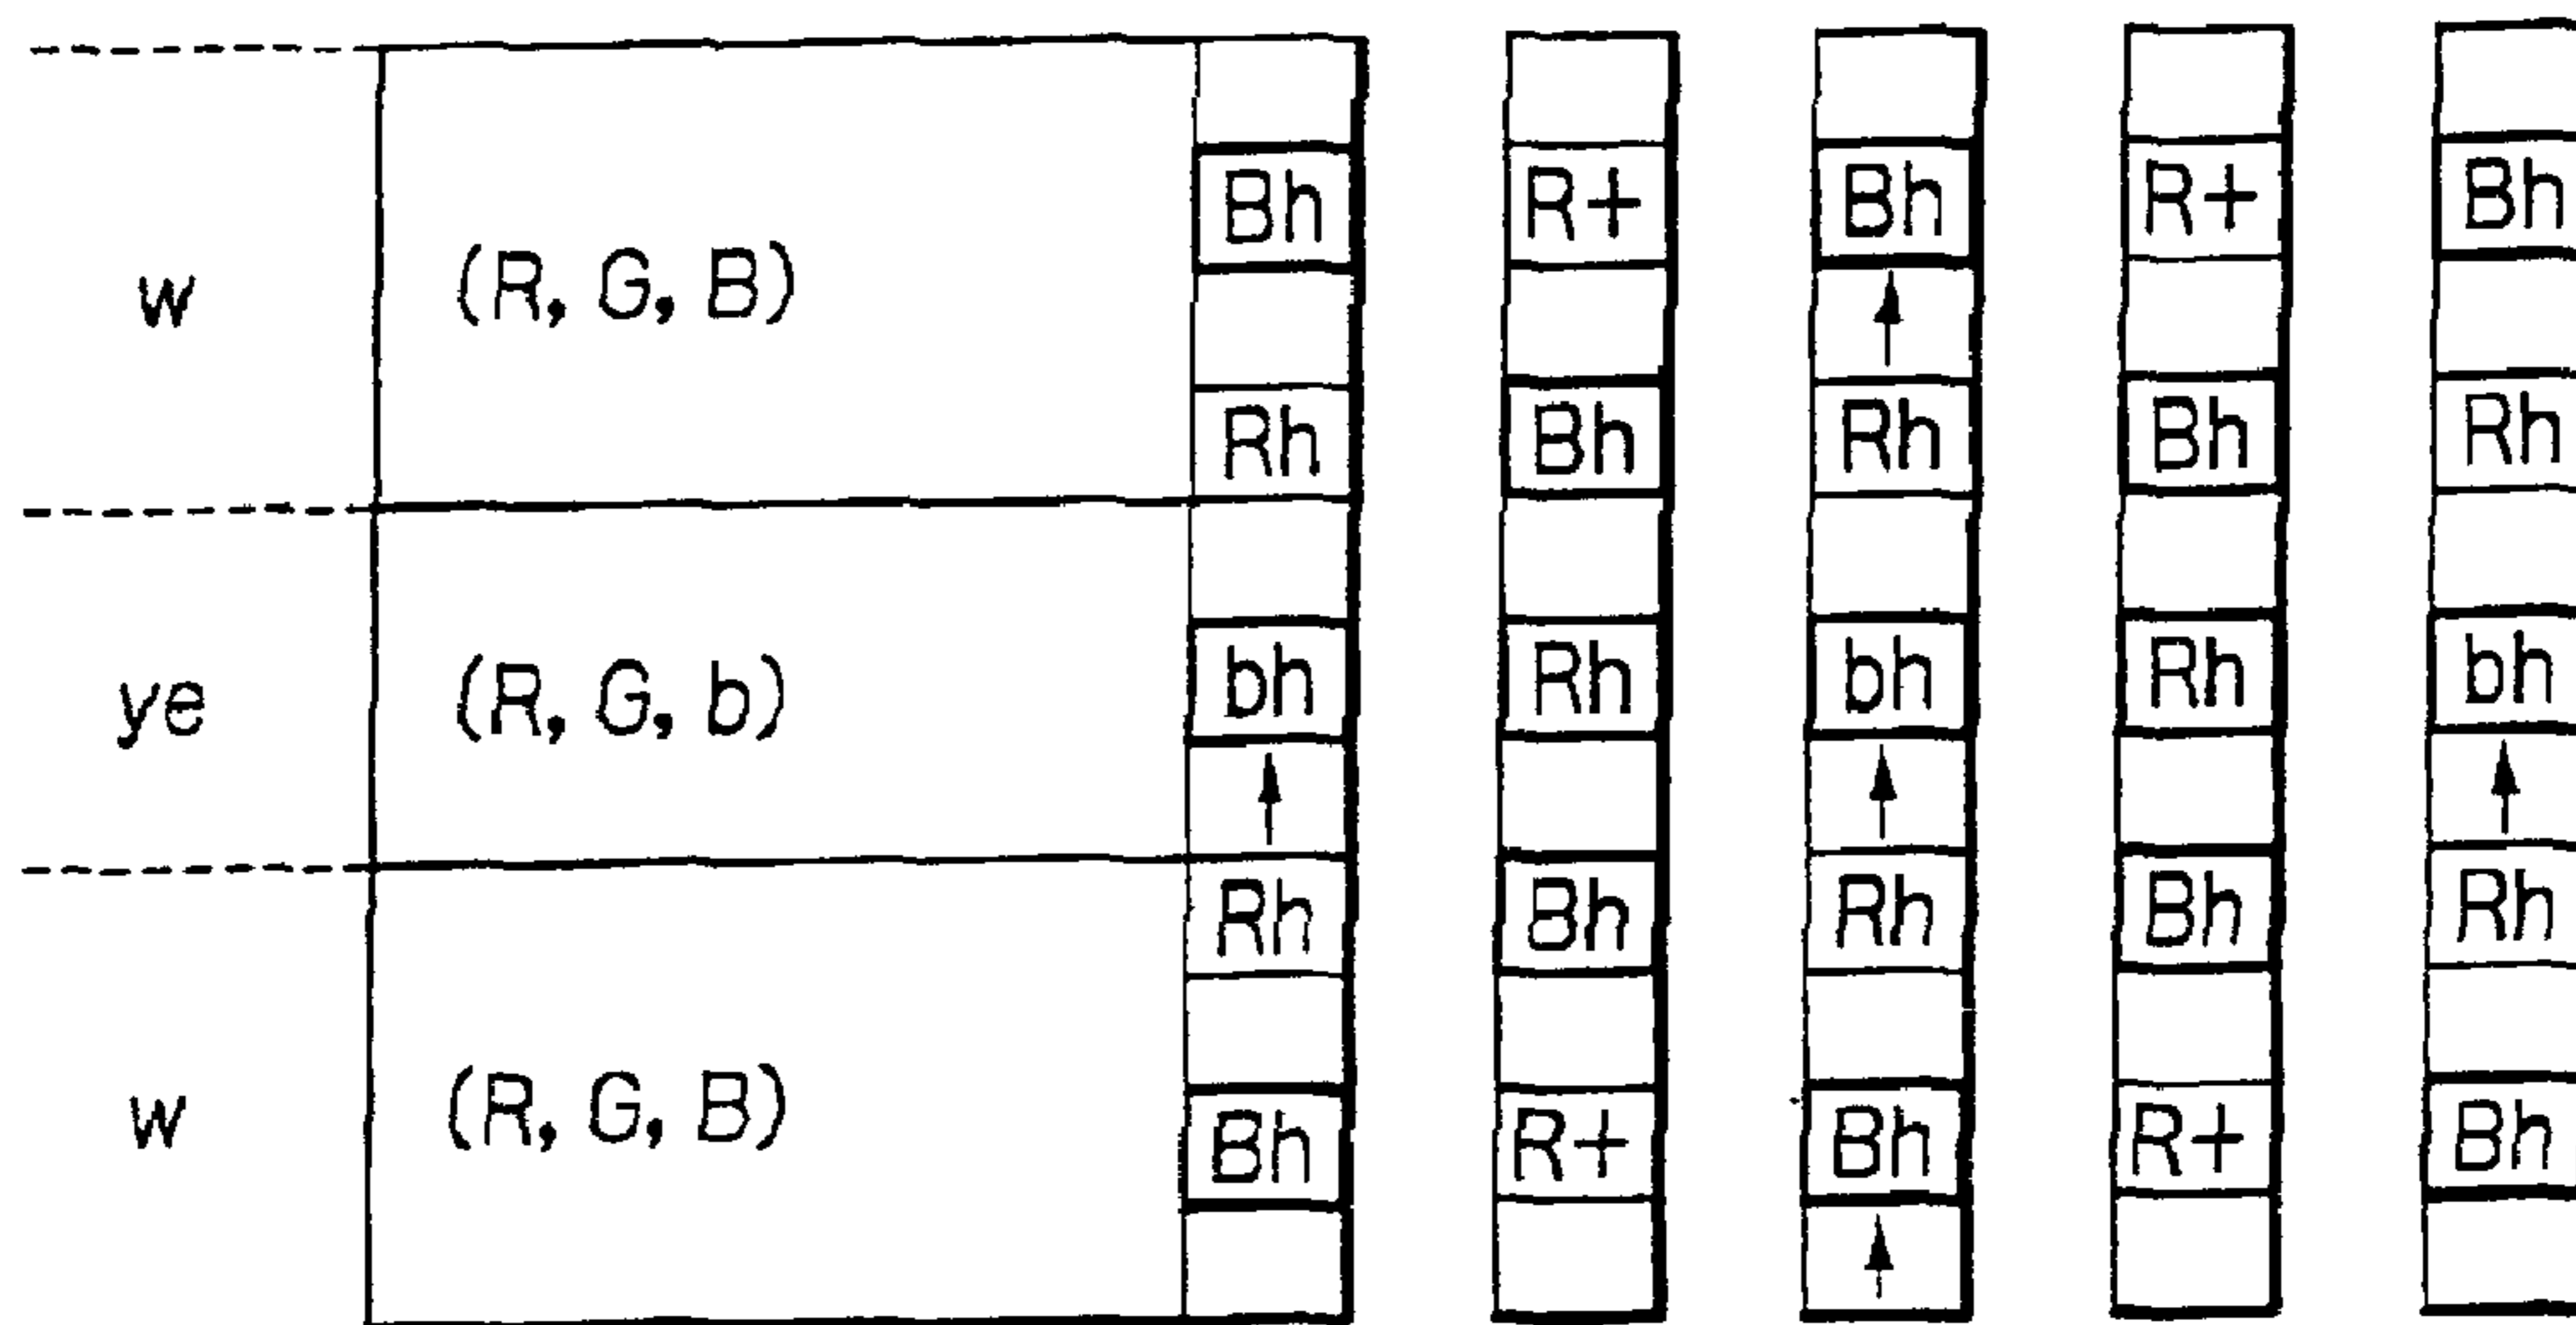 Bh R+ Bh R+ Bh
w (R, G, B)
Rh Bh Rh Bh Rh
ye (R, G, b) bh Rh bh Rh bh
Rh Bh Rh Bh Rh
w (R, G, B) Bh R+ Bh R+ Bh